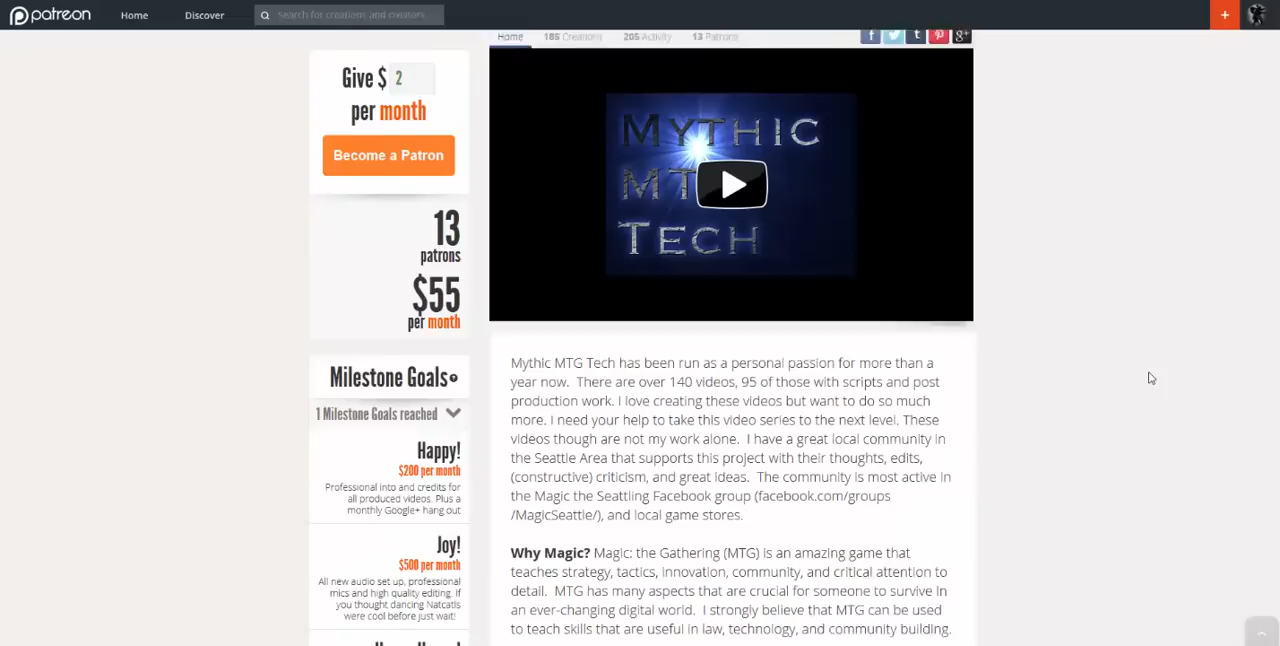 patreon Home Discover Search for creations and creators
Home 185 Creations 205 Activity 13 Patrons
Give $ 2
per month
Become a Patron
13
patrons
$55
per month
Milestone Goals
1 Milestone Goals reached
Happy!
$200 per month
Professional into and credits for
all produced videos. Plus a
monthly Google+ hang out
Joy!
$500 per month
All new audio set up, professional
mics and high quality editing. If
you thought dancing Natcatls
were cool before just wait!
MYTHIC
MT
TECH
Mythic MTG Tech has been run as a personal passion for more than a
year now.  There are over 140 videos, 95 of those with scripts and post
production work. I love creating these videos but want to do so much
more. I need your help to take this video series to the next level. These
videos though are not my work alone.  I have a great local community in
the Seattle Area that supports this project with their thoughts, edits,
(constructive) criticism, and great ideas.  The community is most active in
the Magic the Seattling Facebook group (facebook.com/groups
/MagicSeattle/), and local game stores.
Why Magic? Magic: the Gathering (MTG) is an amazing game that
teaches strategy, tactics, innovation, community, and critical attention to
detail.  MTG has many aspects that are crucial for someone to survive in
an ever-changing digital world.  I strongly believe that MTG can be used
to teach skills that are useful in law, technology, and community building.